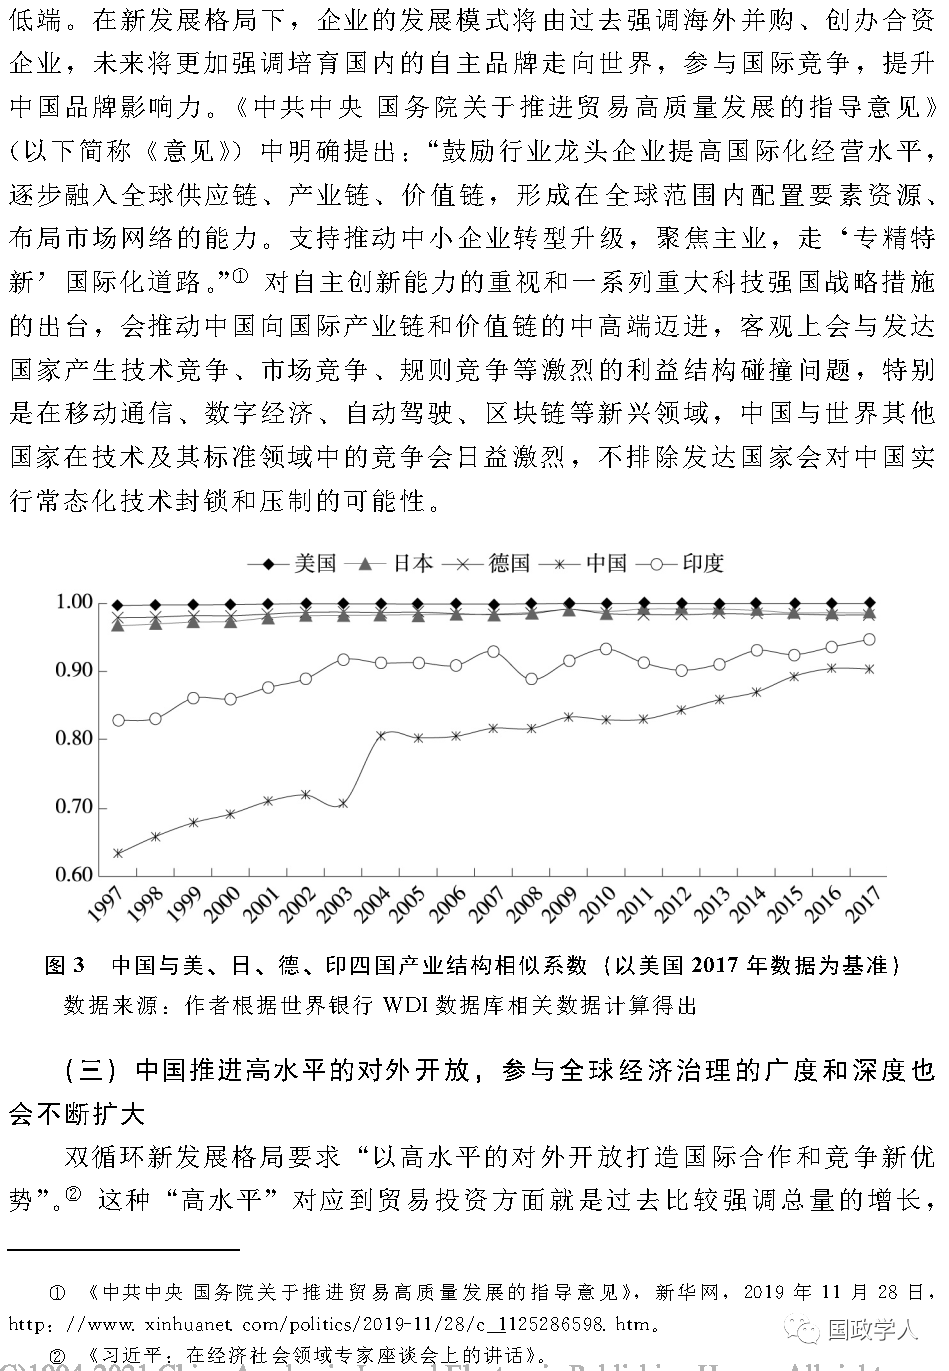 低端。在新发展格局下，企业的发展模式将由过去强调海外并购、创办合资
企业，未来将更加强调培育国内的自主品牌走向世界，参与国际竞争，提升
中国品牌影响力。《中共中央 国务院关于推进贸易高质量发展的指导意见》
（以下简称《意见》）中明确提出：“鼓励行业龙头企业提高国际化经营水平，
逐步融入全球供应链、产业链、价值链，形成在全球范围内配置要素资源、
布局市场网络的能力。支持推动中小企业转型升级，聚焦主业，走‘专精特
新’国际化道路。”① 对自主创新能力的重视和一系列重大科技强国战略措施
的出台，会推动中国向国际产业链和价值链的中高端迈进，客观上会与发达
国家产生技术竞争、市场竞争、规则竞争等激烈的利益结构碰撞问题，特别
是在移动通信、数字经济、自动驾驶、区块链等新兴领域，中国与世界其他
国家在技术及其标准领域中的竞争会日益激烈，不排除发达国家会对中国实
行常态化技术封锁和压制的可能性。
美国 日本 德国 中国 印度
1.00
0.90
0.80
0.70
0.60
1997 1998 1999 2000 2001 2002 2003 2004 2005 2006 2007 2008 2009 2010 2011 2012 2013 2014 2015 2016 2017
图 3 中国与美、日、德、印四国产业结构相似系数（以美国 2017 年数据为基准）
数据来源：作者根据世界银行 WDI 数据库相关数据计算得出
（三）中国推进高水平的对外开放，参与全球经济治理的广度和深度也
会不断扩大
双循环新发展格局要求“以高水平的对外开放打造国际合作和竞争新优
势”。② 这种“高水平”对应到贸易投资方面就是过去比较强调总量的增长，
① 《中共中央 国务院关于推进贸易高质量发展的指导意见》，新华网，2019 年 11 月 28 日，
http：//www. xinhuanet. com/politics/2019-11/28/c_1125286598. htm。
国政学人
② 《习近平：在经济社会领域专家座谈会上的讲话》。